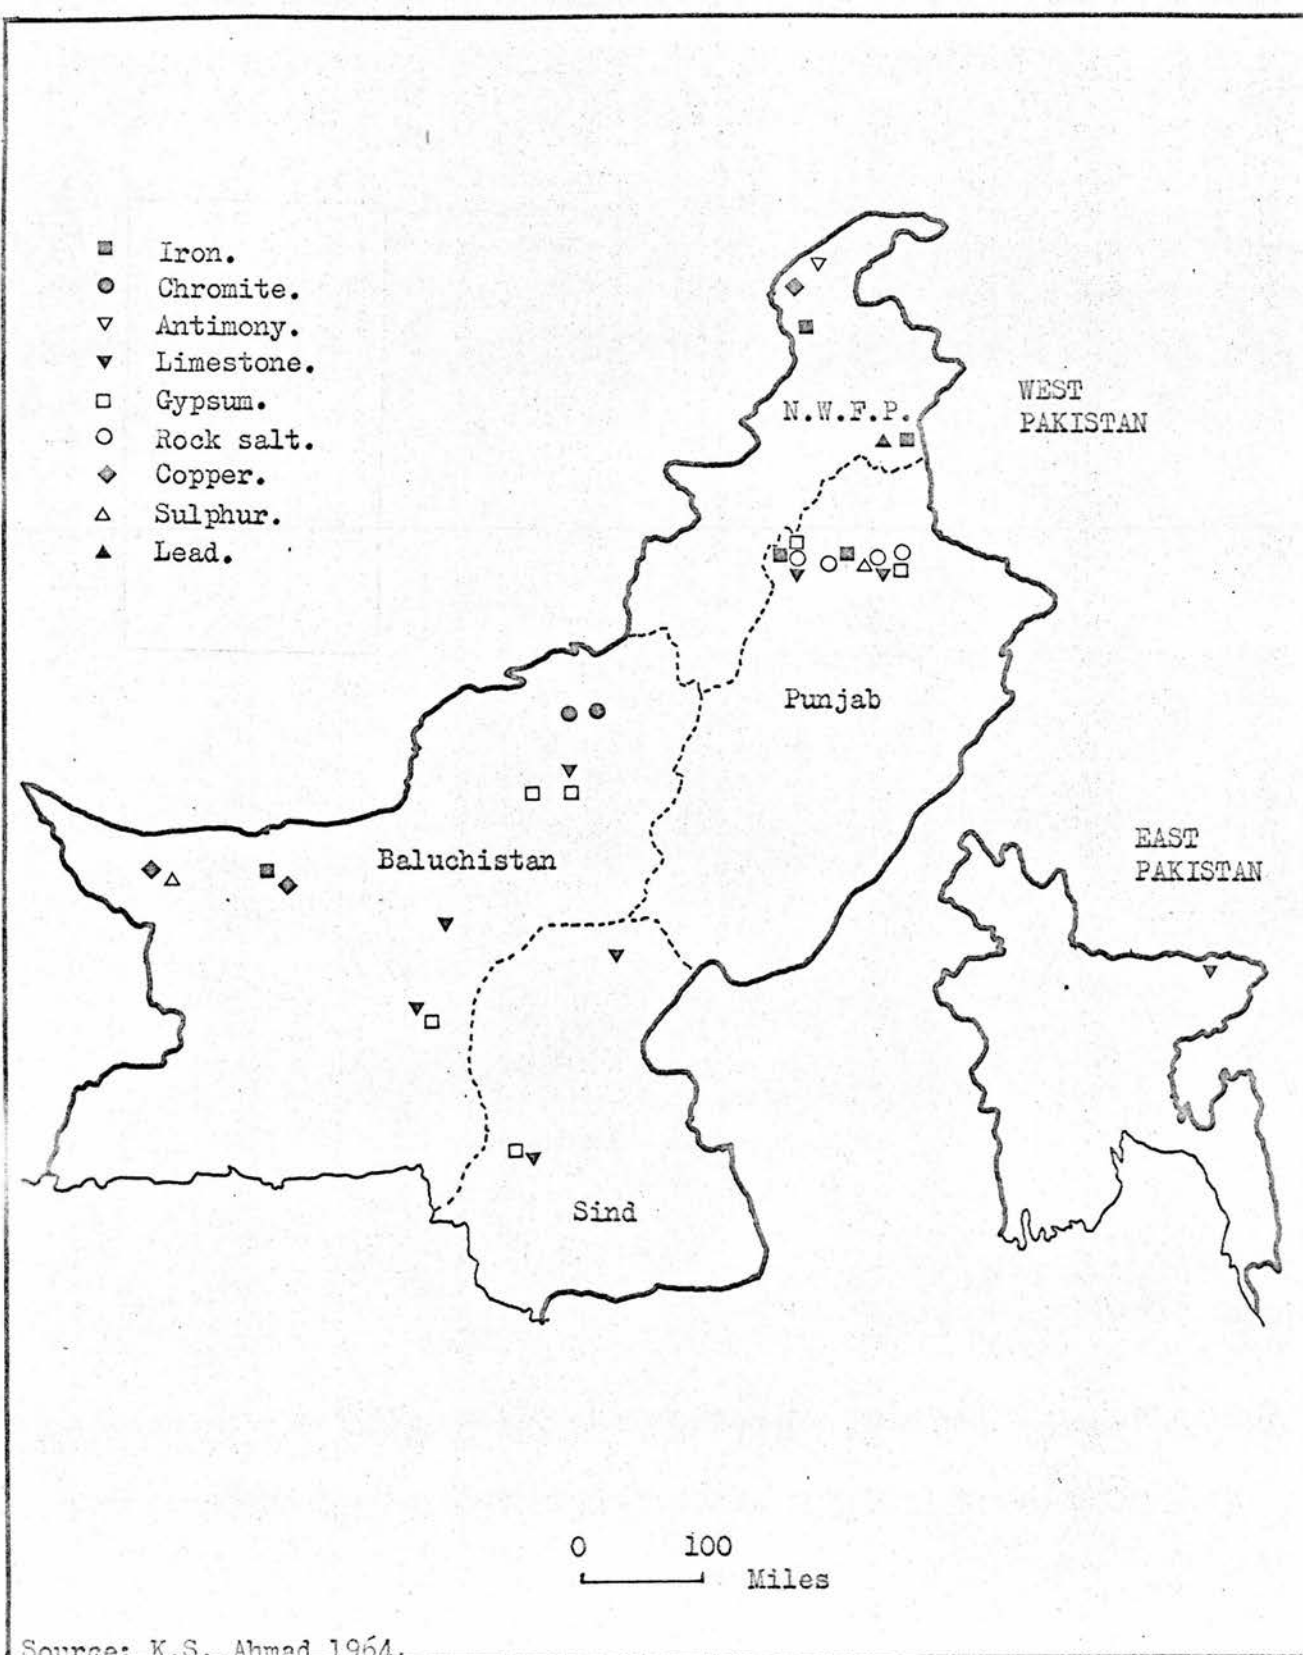 Iron.
Chromite.
Antimony.
Limestone.
Gypsum.
Rock salt.
Copper.
Sulphur.
Lead.
N.W.F.P.
WEST
PAKISTAN
Punjab
Baluchistan
EAST
PAKISTAN
Sind
0 100
Miles
Source: K.S. Ahmad 1964.